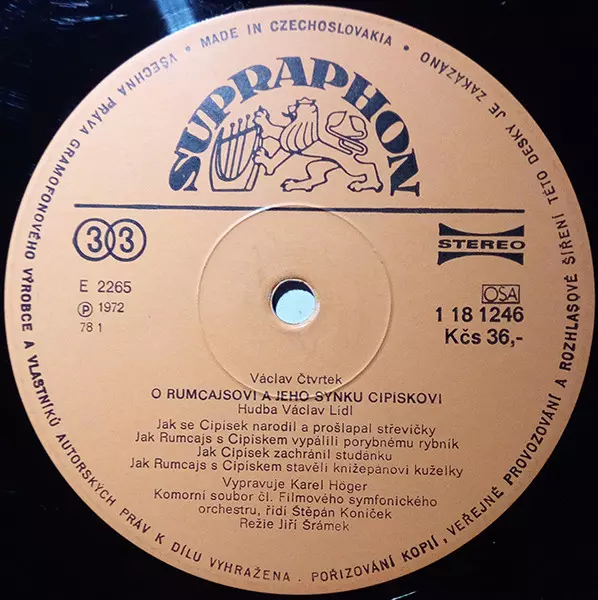 VŠECHNA PRÁVA GRAMOFONOVÉHO VÝROBCE A VLASTNÍKŮ AUTORSKÝCH PRÁV K DÍLU VYHRAŽENA. POŘIZOVÁNÍ KOPIÍ, VEŘEJNÉ PROVOZOVÁNÍ A ROZHLASOVÉ ŠÍŘENÍ TÉTO DESKY JE ZAKÁZÁNO • MADE IN CZECHOSLOVAKIA •
SUPRAPHON
33
STEREO
E 2265
Ⓟ 1972
78 1
OSA
1 18 1246
Kčs 36,-
Václav Čtvrtek
O RUMCAJSOVI A JEHO SYNKU CIPÍSKOVI
Hudba Václav Lídl
Jak se Cipísek narodil a prošlapal střevíčky
Jak Rumcajs s Cipískem vypálili porybnému rybník
Jak Cipísek zachránil studánku
Jak Rumcajs s Cipískem stavěli knížepánovi kuželky
Vypravuje Karel Höger
Komorní soubor čl. Filmového symfonického
orchestru, řídí Štěpán Koníček
Režie Jiří Šrámek